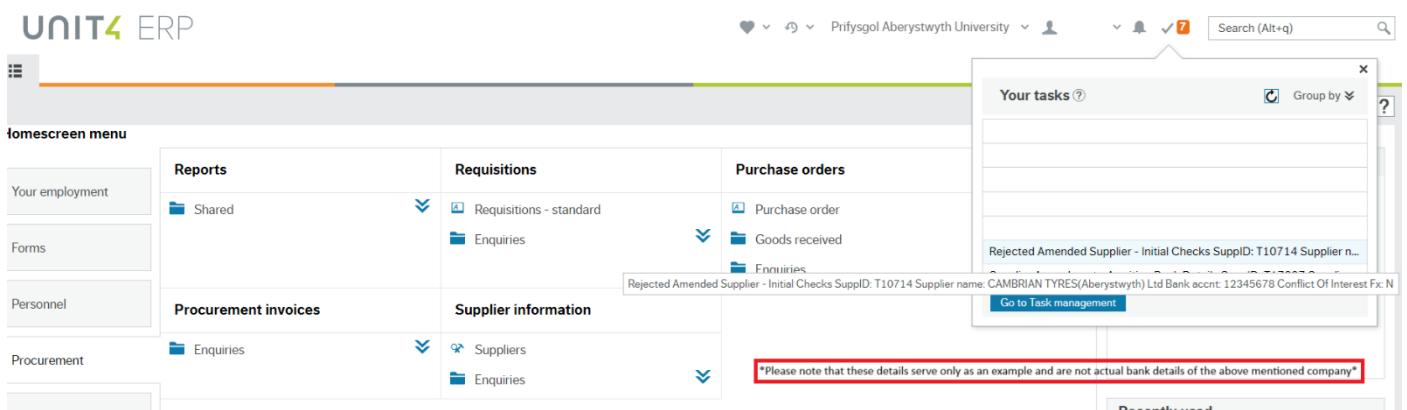 UNIT4 ERP
Prifysgol Aberystwyth University
7
Search (Alt+q)
Your tasks ?
Group by
?
Homescreen menu
Your employment
Forms
Personnel
Procurement
Reports
Shared
Requisitions
Requisitions - standard
Enquiries
Purchase orders
Purchase order
Goods received
Enquiries
Rejected Amended Supplier - Initial Checks SuppID: T10714 Supplier n...
Rejected Amended Supplier - Initial Checks SuppID: T10714 Supplier name: CAMBRIAN TYRES(Aberystwyth) Ltd Bank accnt: 12345678 Conflict Of Interest Fx: N
Go to Task management
Procurement invoices
Enquiries
Supplier information
Suppliers
Enquiries
*Please note that these details serve only as an example and are not actual bank details of the above mentioned company*
Recently used